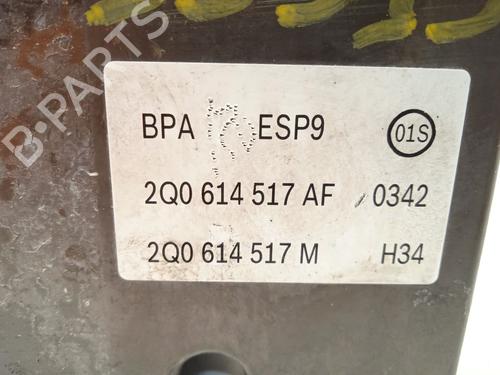 B-PARTS
BPA ESP9 01S
2Q0 614 517 AF 0342
2Q0 614 517 M H34